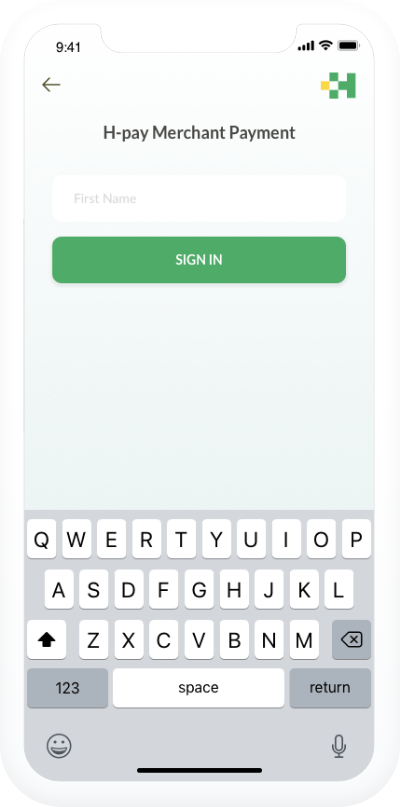 9:41
H-pay Merchant Payment
First Name
SIGN IN
Q W E R T Y U I O P
A S D F G H J K L
Z X C V B N M
123 space return